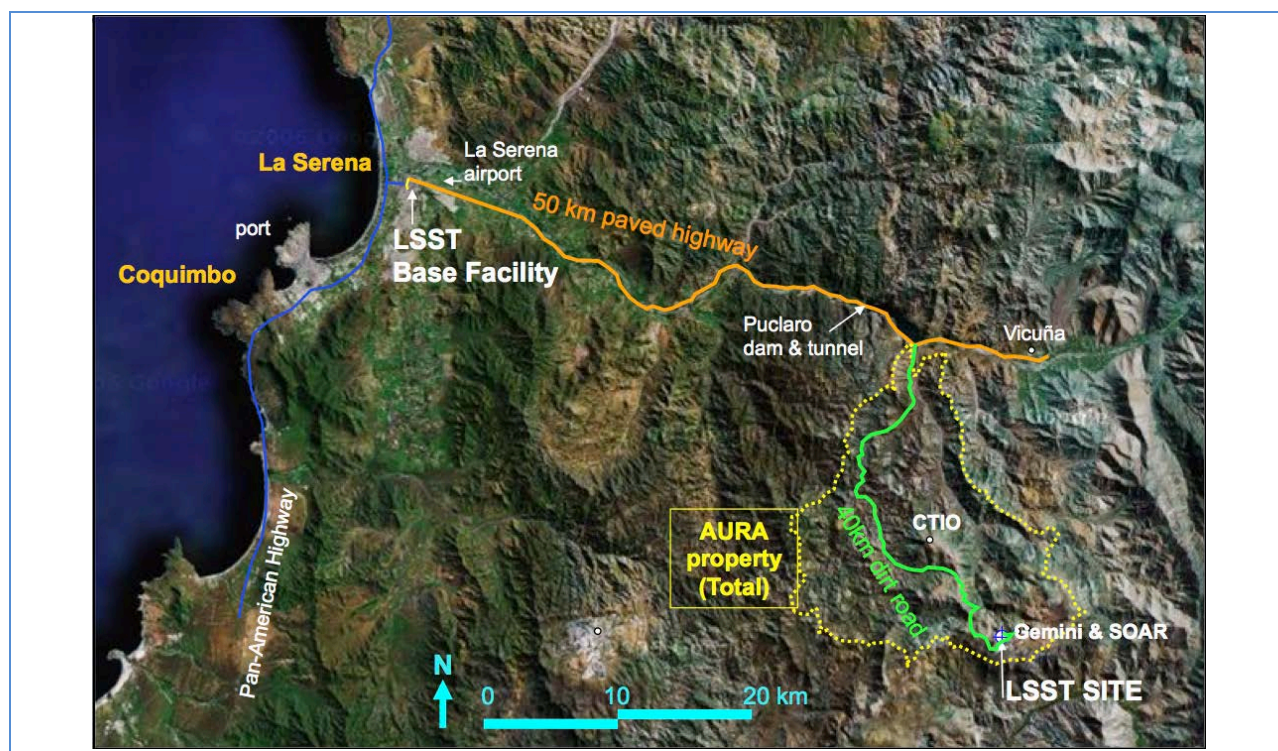 La Serena
La Serena
airport
port
LSST
Base Facility
50 km paved highway
Coquimbo
Puclaro
dam & tunnel
Vicuña
CTIO
AURA
property
(Total)
40km dirt road
Pan-American Highway
Gemini & SOAR
LSST SITE
N
0 10 20 km